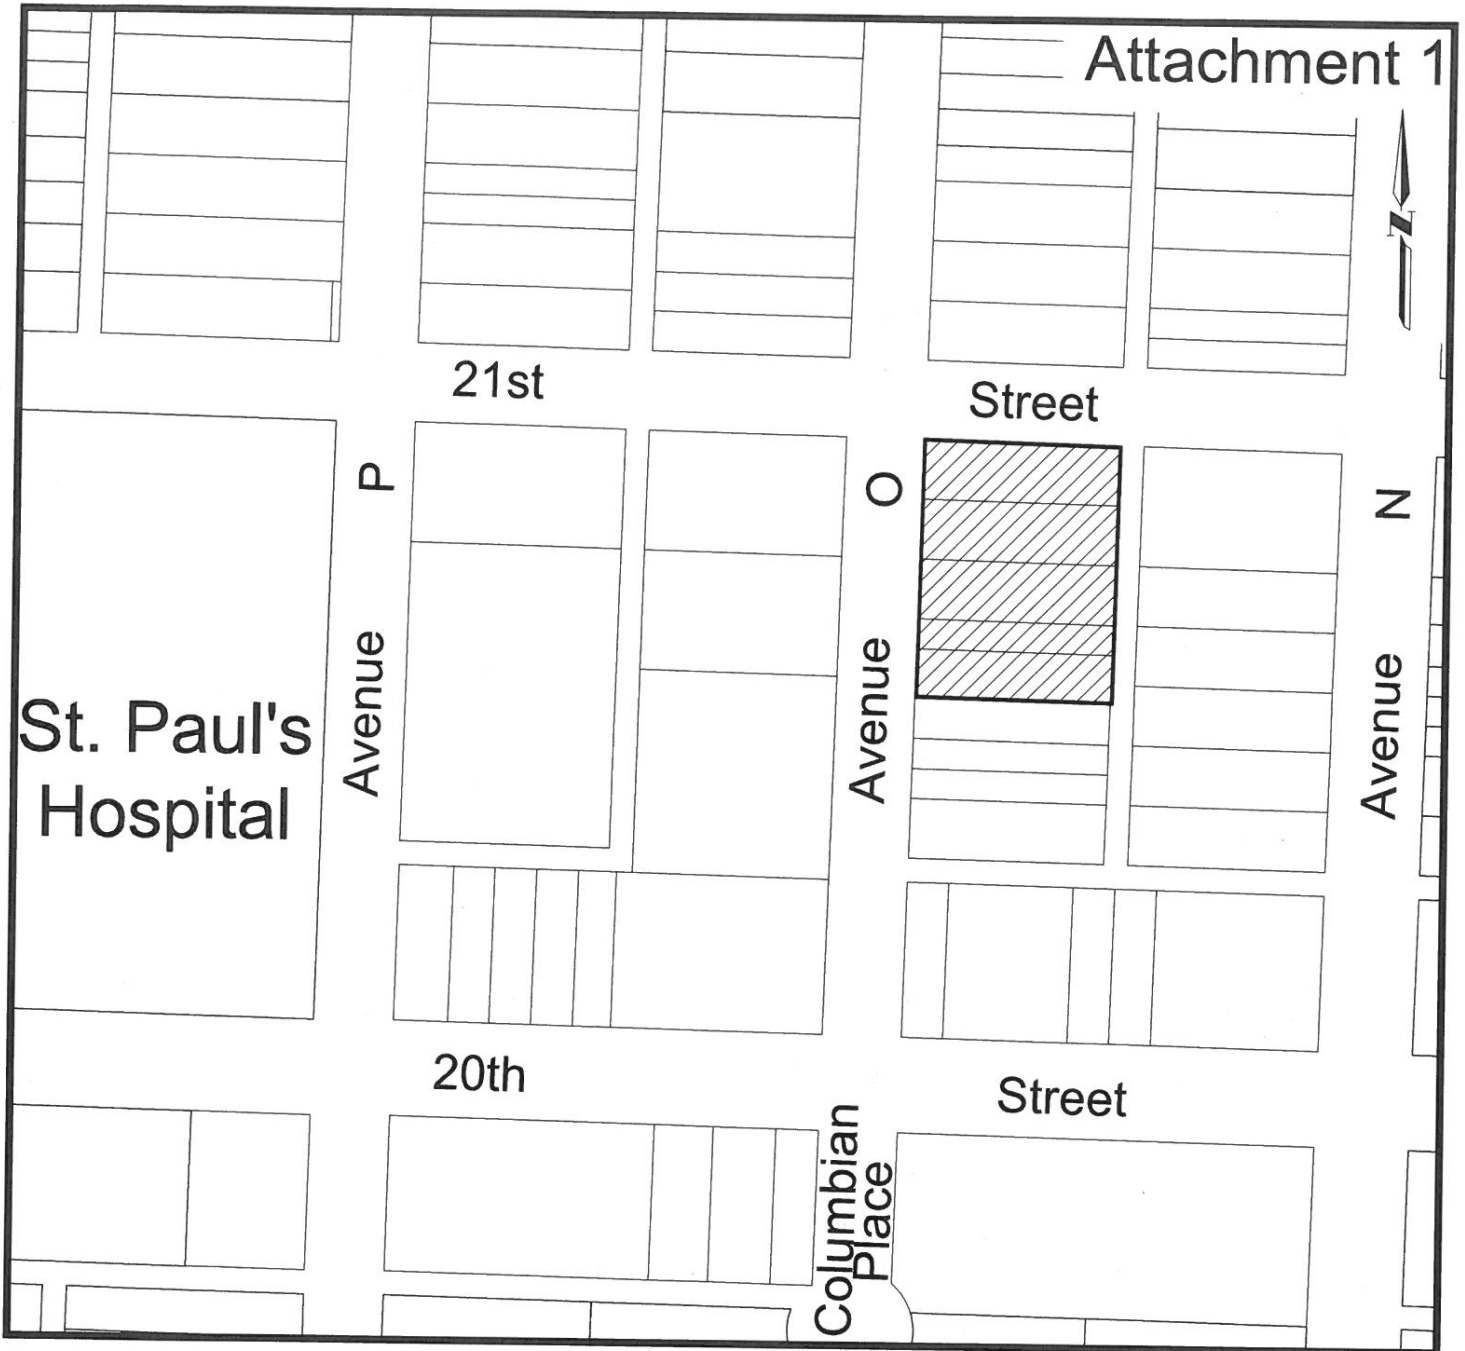 Attachment 1
N
21st Street
Avenue P
Avenue O
Avenue N
St. Paul's
Hospital
20th Street
Columbian
Place